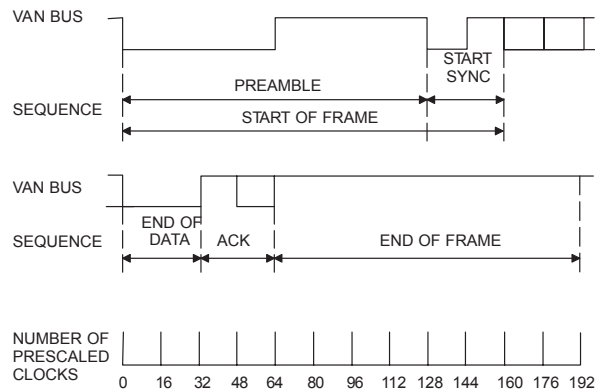 VAN BUS
START
SYNC
PREAMBLE
SEQUENCE
START OF FRAME
VAN BUS
END OF
DATA
ACK
END OF FRAME
SEQUENCE
NUMBER OF
PRESCALED
CLOCKS
0 16 32 48 64 80 96 112 128 144 160 176 192